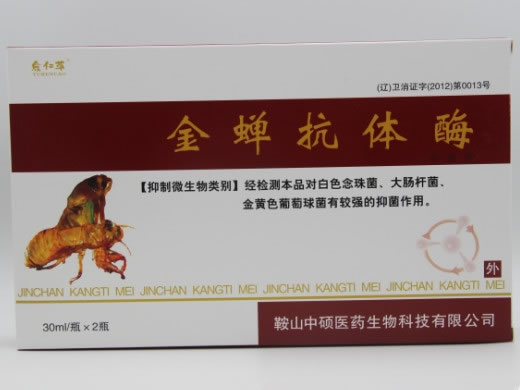 (辽)卫消证字(2012)第0013号
金蝉抗体酶
【抑制微生物类别】经检测本品对白色念珠菌、大肠杆菌、
金黄色葡萄球菌有较强的抑菌作用。
JINCHAN KANGTI MEI JINCHAN KANGTI MEI JINCHAN KANGTI MEI JINCHAN KANGTI MEI
外
30ml/瓶×2瓶
鞍山中硕医药生物科技有限公司